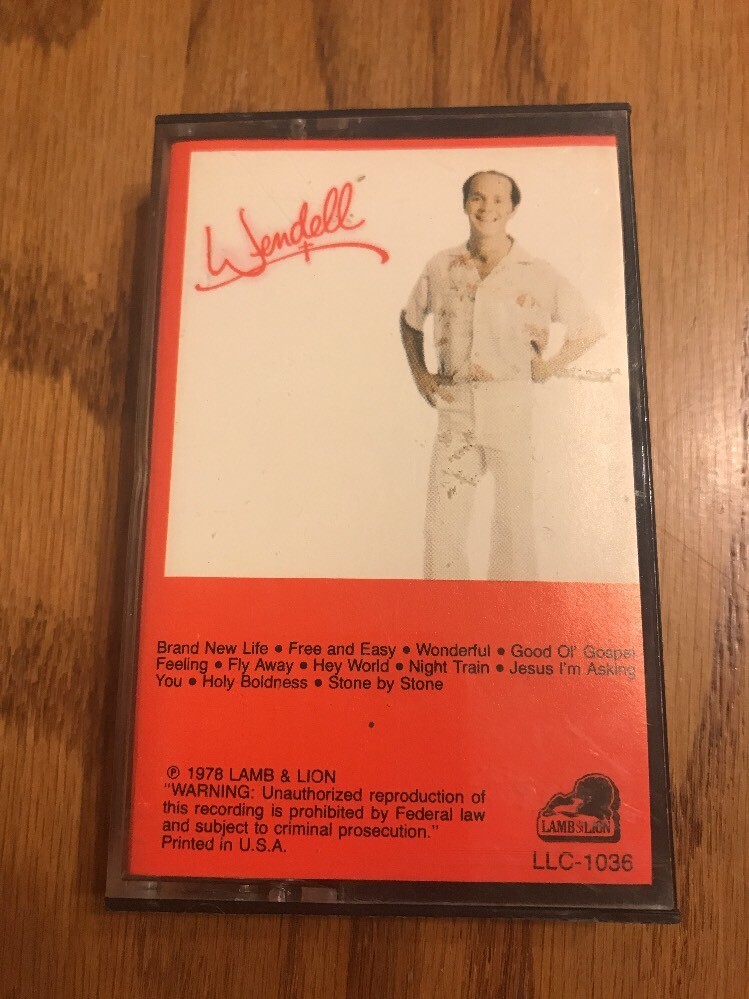 Wendell
Brand New Life • Free and Easy • Wonderful • Good Ol' Gospel
Feeling • Fly Away • Hey World • Night Train • Jesus I'm Asking
You • Holy Boldness • Stone by Stone
℗ 1978 LAMB & LION
"WARNING: Unauthorized reproduction of
this recording is prohibited by Federal law
and subject to criminal prosecution."
Printed in U.S.A.
LAMB & LION
LLC-1036